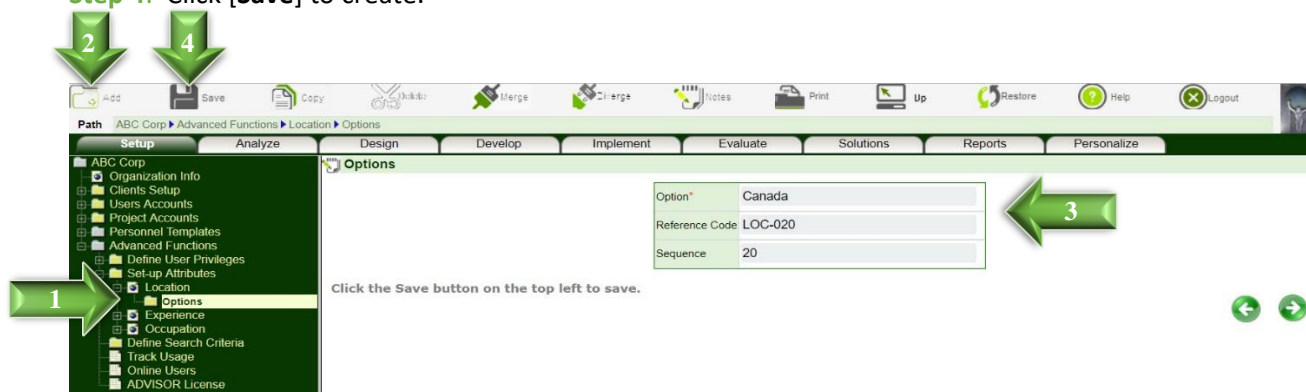 Step 4: Click [Save] to create.
2 4
Add Save Copy Delete Merge Diverge Notes Print Up Restore Help Logout
Path ABC Corp Advanced Functions Location Options
Setup Analyze Design Develop Implement Evaluate Solutions Reports Personalize
ABC Corp
Organization Info
Clients Setup
Users Accounts
Project Accounts
Personnel Templates
Advanced Functions
Define User Privileges
Set-up Attributes
Location
Options
Experience
Occupation
Define Search Criteria
Track Usage
Online Users
ADVISOR License
1
Options
Option* Canada
Reference Code LOC-020
Sequence 20
3
Click the Save button on the top left to save.